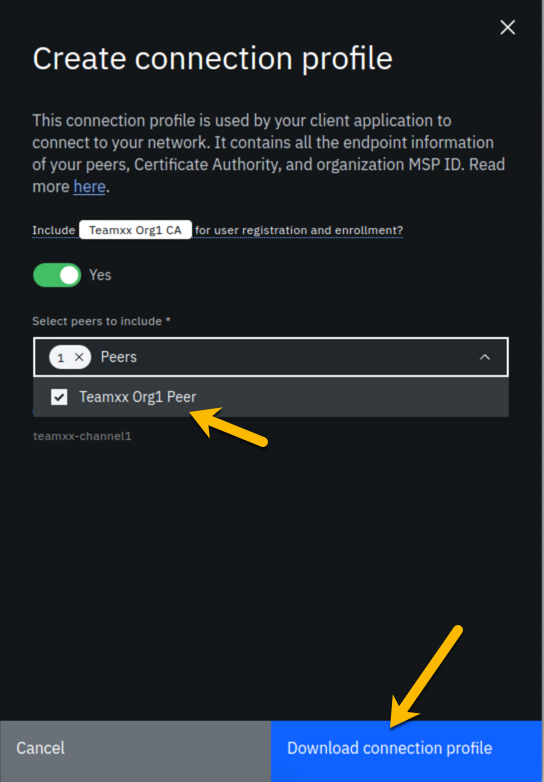 Create connection profile
This connection profile is used by your client application to
connect to your network. It contains all the endpoint information
of your peers, Certificate Authority, and organization MSP ID. Read
more here.
Include Teamxx Org1 CA for user registration and enrollment?
Yes
Select peers to include *
1 × Peers
Teamxx Org1 Peer
teamxx-channel1
Cancel Download connection profile